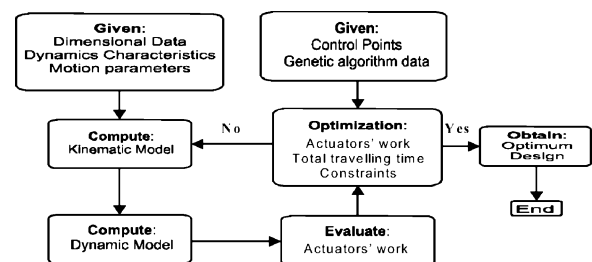 Given:
Dimensional Data
Dynamics Characteristics
Motion parameters
Given:
Control Points
Genetic algorithm data
Compute:
Kinematic Model
No
Optimization:
Actuators' work
Total travelling time
Constraints
Yes
Obtain:
Optimum
Design
End
Compute:
Dynamic Model
Evaluate:
Actuators' work